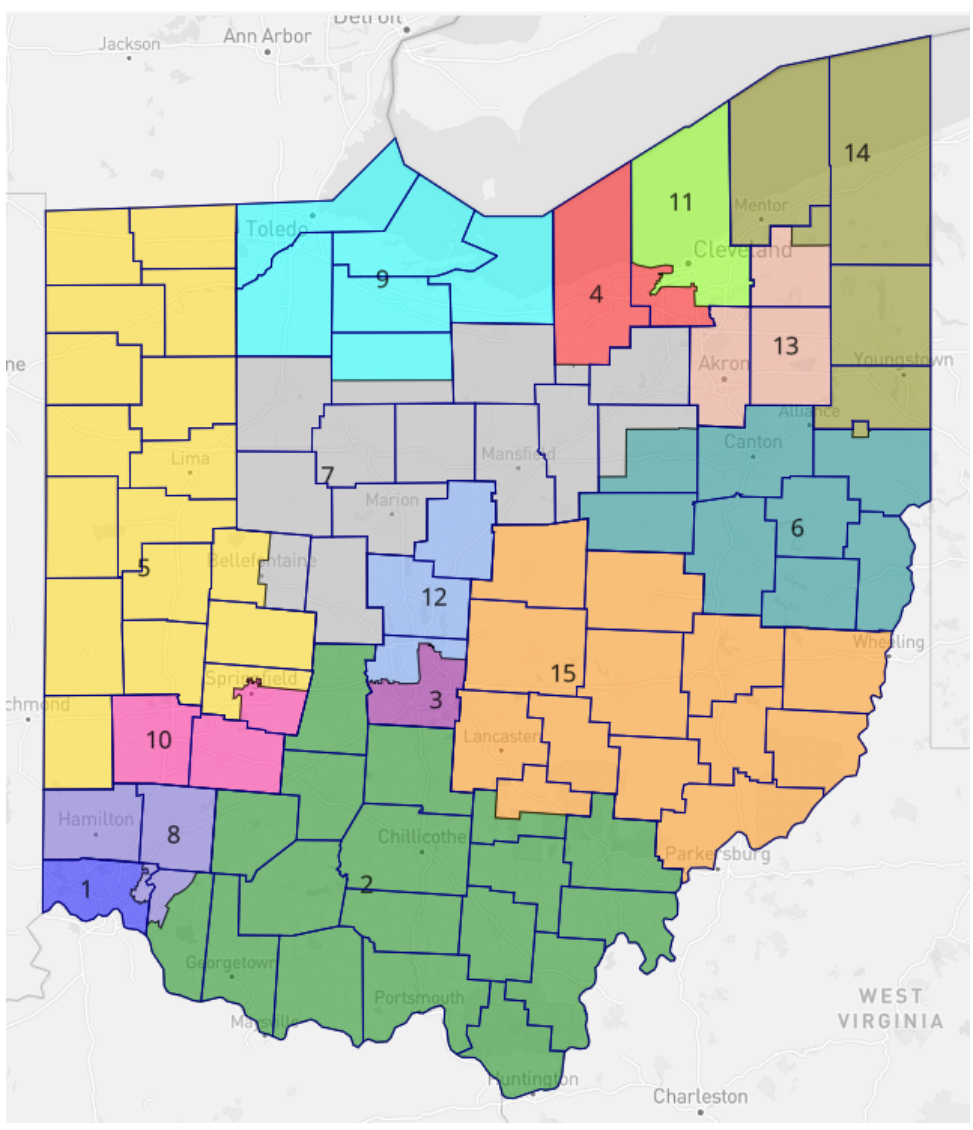 Detroit
Jackson
Ann Arbor
14
Toledo
11
Mentor
Cleveland
9
4
13
ne
Akron
Youngstown
Alliance
Canton
Mansfield
Lima
7
Marion
6
5
Bellefontaine
12
Wheeling
Springfield
15
3
chmond
10
Lancaster
Hamilton
8
Chillicothe
Parkersburg
1
2
Georgetown
Portsmouth
WEST
VIRGINIA
Maysville
Huntington
Charleston